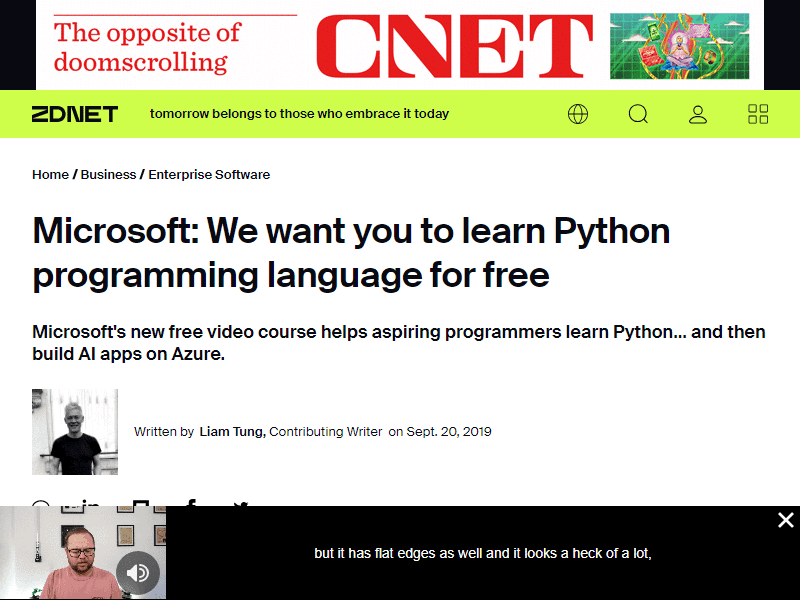 The opposite of
doomscrolling
CNET
ZDNET
tomorrow belongs to those who embrace it today
Home / Business / Enterprise Software
Microsoft: We want you to learn Python
programming language for free
Microsoft's new free video course helps aspiring programmers learn Python... and then
build AI apps on Azure.
Written by Liam Tung, Contributing Writer on Sept. 20, 2019
but it has flat edges as well and it looks a heck of a lot,